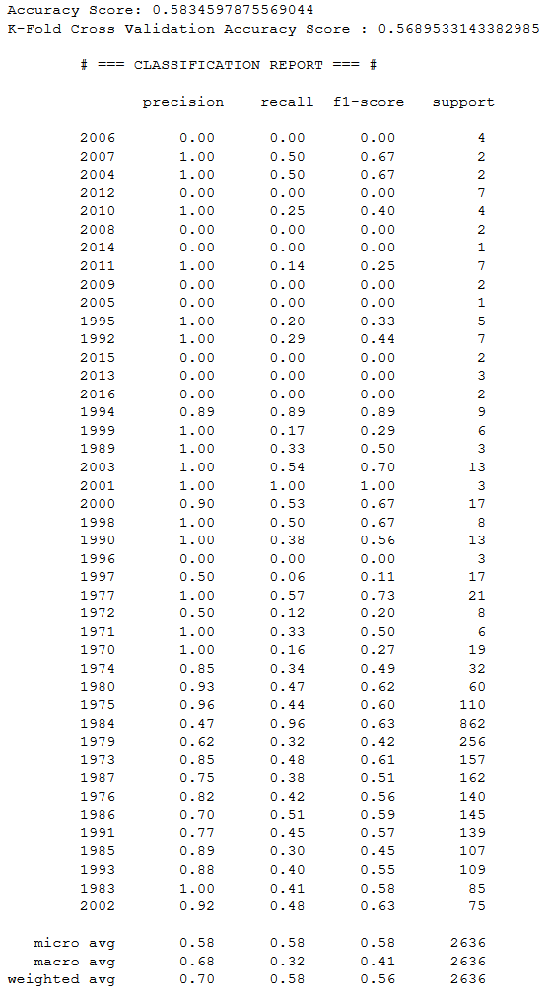 Accuracy Score: 0.5834597875569044
K-Fold Cross Validation Accuracy Score : 0.5689533143382985
# === CLASSIFICATION REPORT === #
precision recall f1-score support
2006 0.00 0.00 0.00 4
2007 1.00 0.50 0.67 2
2004 1.00 0.50 0.67 2
2012 0.00 0.00 0.00 7
2010 1.00 0.25 0.40 4
2008 0.00 0.00 0.00 2
2014 0.00 0.00 0.00 1
2011 1.00 0.14 0.25 7
2009 0.00 0.00 0.00 2
2005 0.00 0.00 0.00 1
1995 1.00 0.20 0.33 5
1992 1.00 0.29 0.44 7
2015 0.00 0.00 0.00 2
2013 0.00 0.00 0.00 3
2016 0.00 0.00 0.00 2
1994 0.89 0.89 0.89 9
1999 1.00 0.17 0.29 6
1989 1.00 0.33 0.50 3
2003 1.00 0.54 0.70 13
2001 1.00 1.00 1.00 3
2000 0.90 0.53 0.67 17
1998 1.00 0.50 0.67 8
1990 1.00 0.38 0.56 13
1996 0.00 0.00 0.00 3
1997 0.50 0.06 0.11 17
1977 1.00 0.57 0.73 21
1972 0.50 0.12 0.20 8
1971 1.00 0.33 0.50 6
1970 1.00 0.16 0.27 19
1974 0.85 0.34 0.49 32
1980 0.93 0.47 0.62 60
1975 0.96 0.44 0.60 110
1984 0.47 0.96 0.63 862
1979 0.62 0.32 0.42 256
1973 0.85 0.48 0.61 157
1987 0.75 0.38 0.51 162
1976 0.82 0.42 0.56 140
1986 0.70 0.51 0.59 145
1991 0.77 0.45 0.57 139
1985 0.89 0.30 0.45 107
1993 0.88 0.40 0.55 109
1983 1.00 0.41 0.58 85
2002 0.92 0.48 0.63 75
micro avg 0.58 0.58 0.58 2636
macro avg 0.68 0.32 0.41 2636
weighted avg 0.70 0.58 0.56 2636